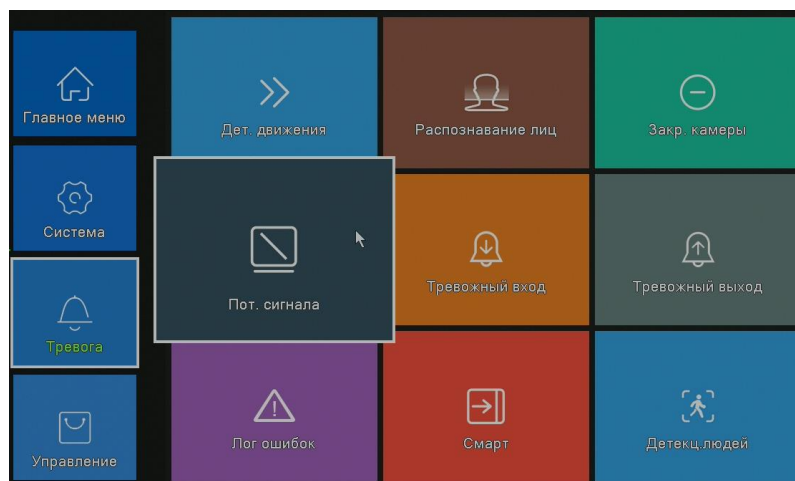 Главное меню
Дет. движения
Распознавание лиц
Закр. камеры
Система
Пот. сигнала
Тревожный вход
Тревожный выход
Тревога
Лог ошибок
Смарт
Детекц.людей
Управление